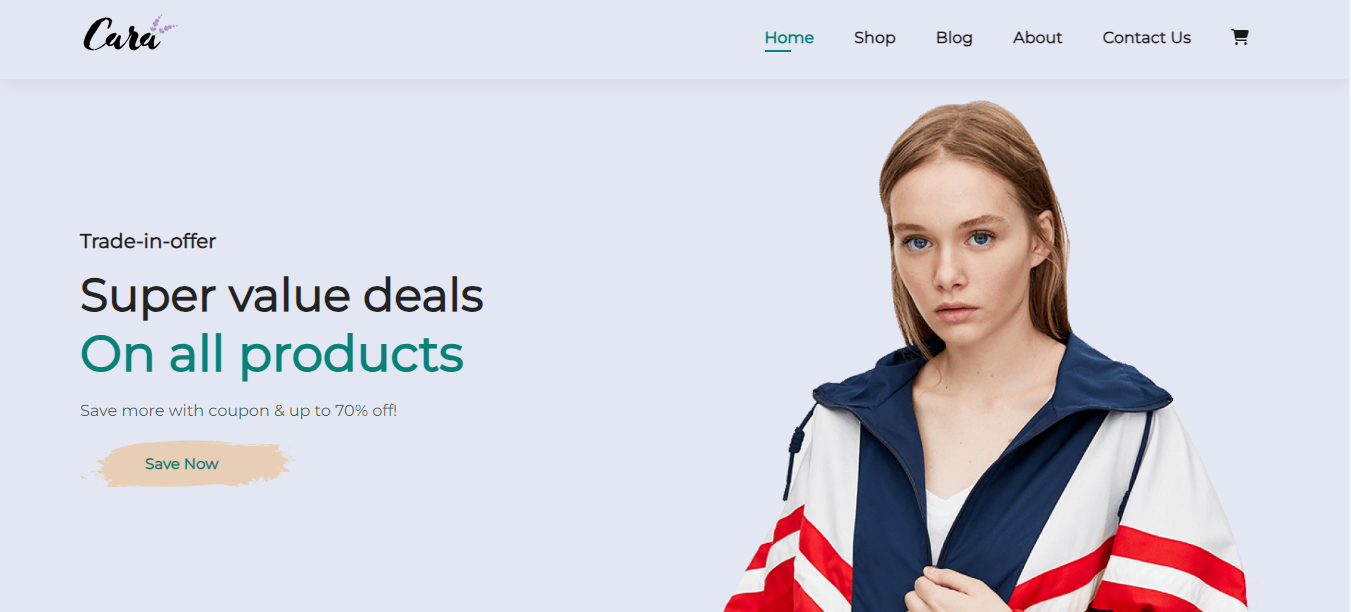 Cara
Home Shop Blog About Contact Us
Trade-in-offer
Super value deals
On all products
Save more with coupon & up to 70% off!
Save Now